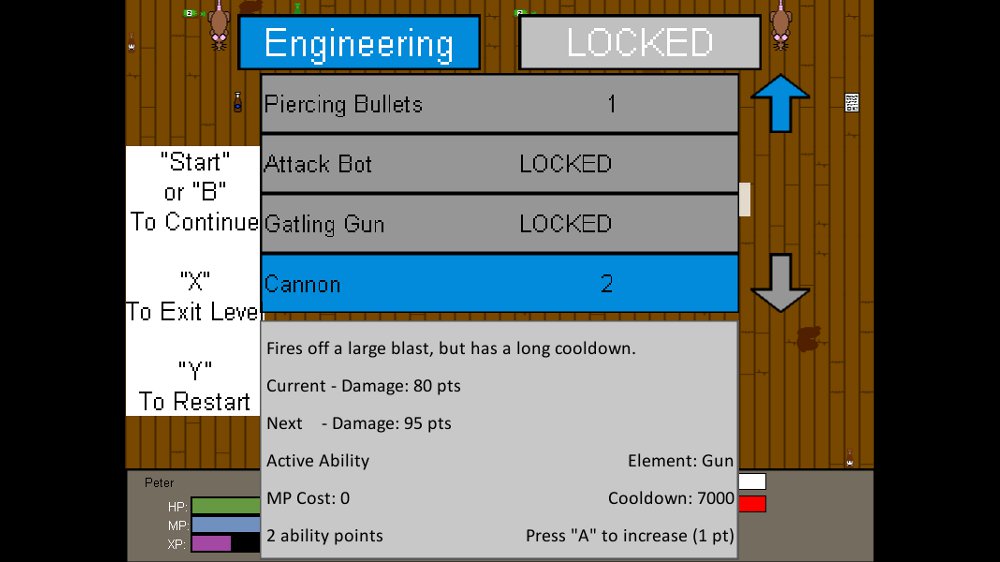 Engineering
LOCKED
Piercing Bullets 1
Attack Bot LOCKED
Gatling Gun LOCKED
Cannon 2
"Start"
or "B"
To Continue
"X"
To Exit Leve
"Y"
To Restart
Fires off a large blast, but has a long cooldown.
Current - Damage: 80 pts
Next - Damage: 95 pts
Active Ability Element: Gun
MP Cost: 0 Cooldown: 7000
2 ability points Press "A" to increase (1 pt)
Peter
HP:
MP:
XP: